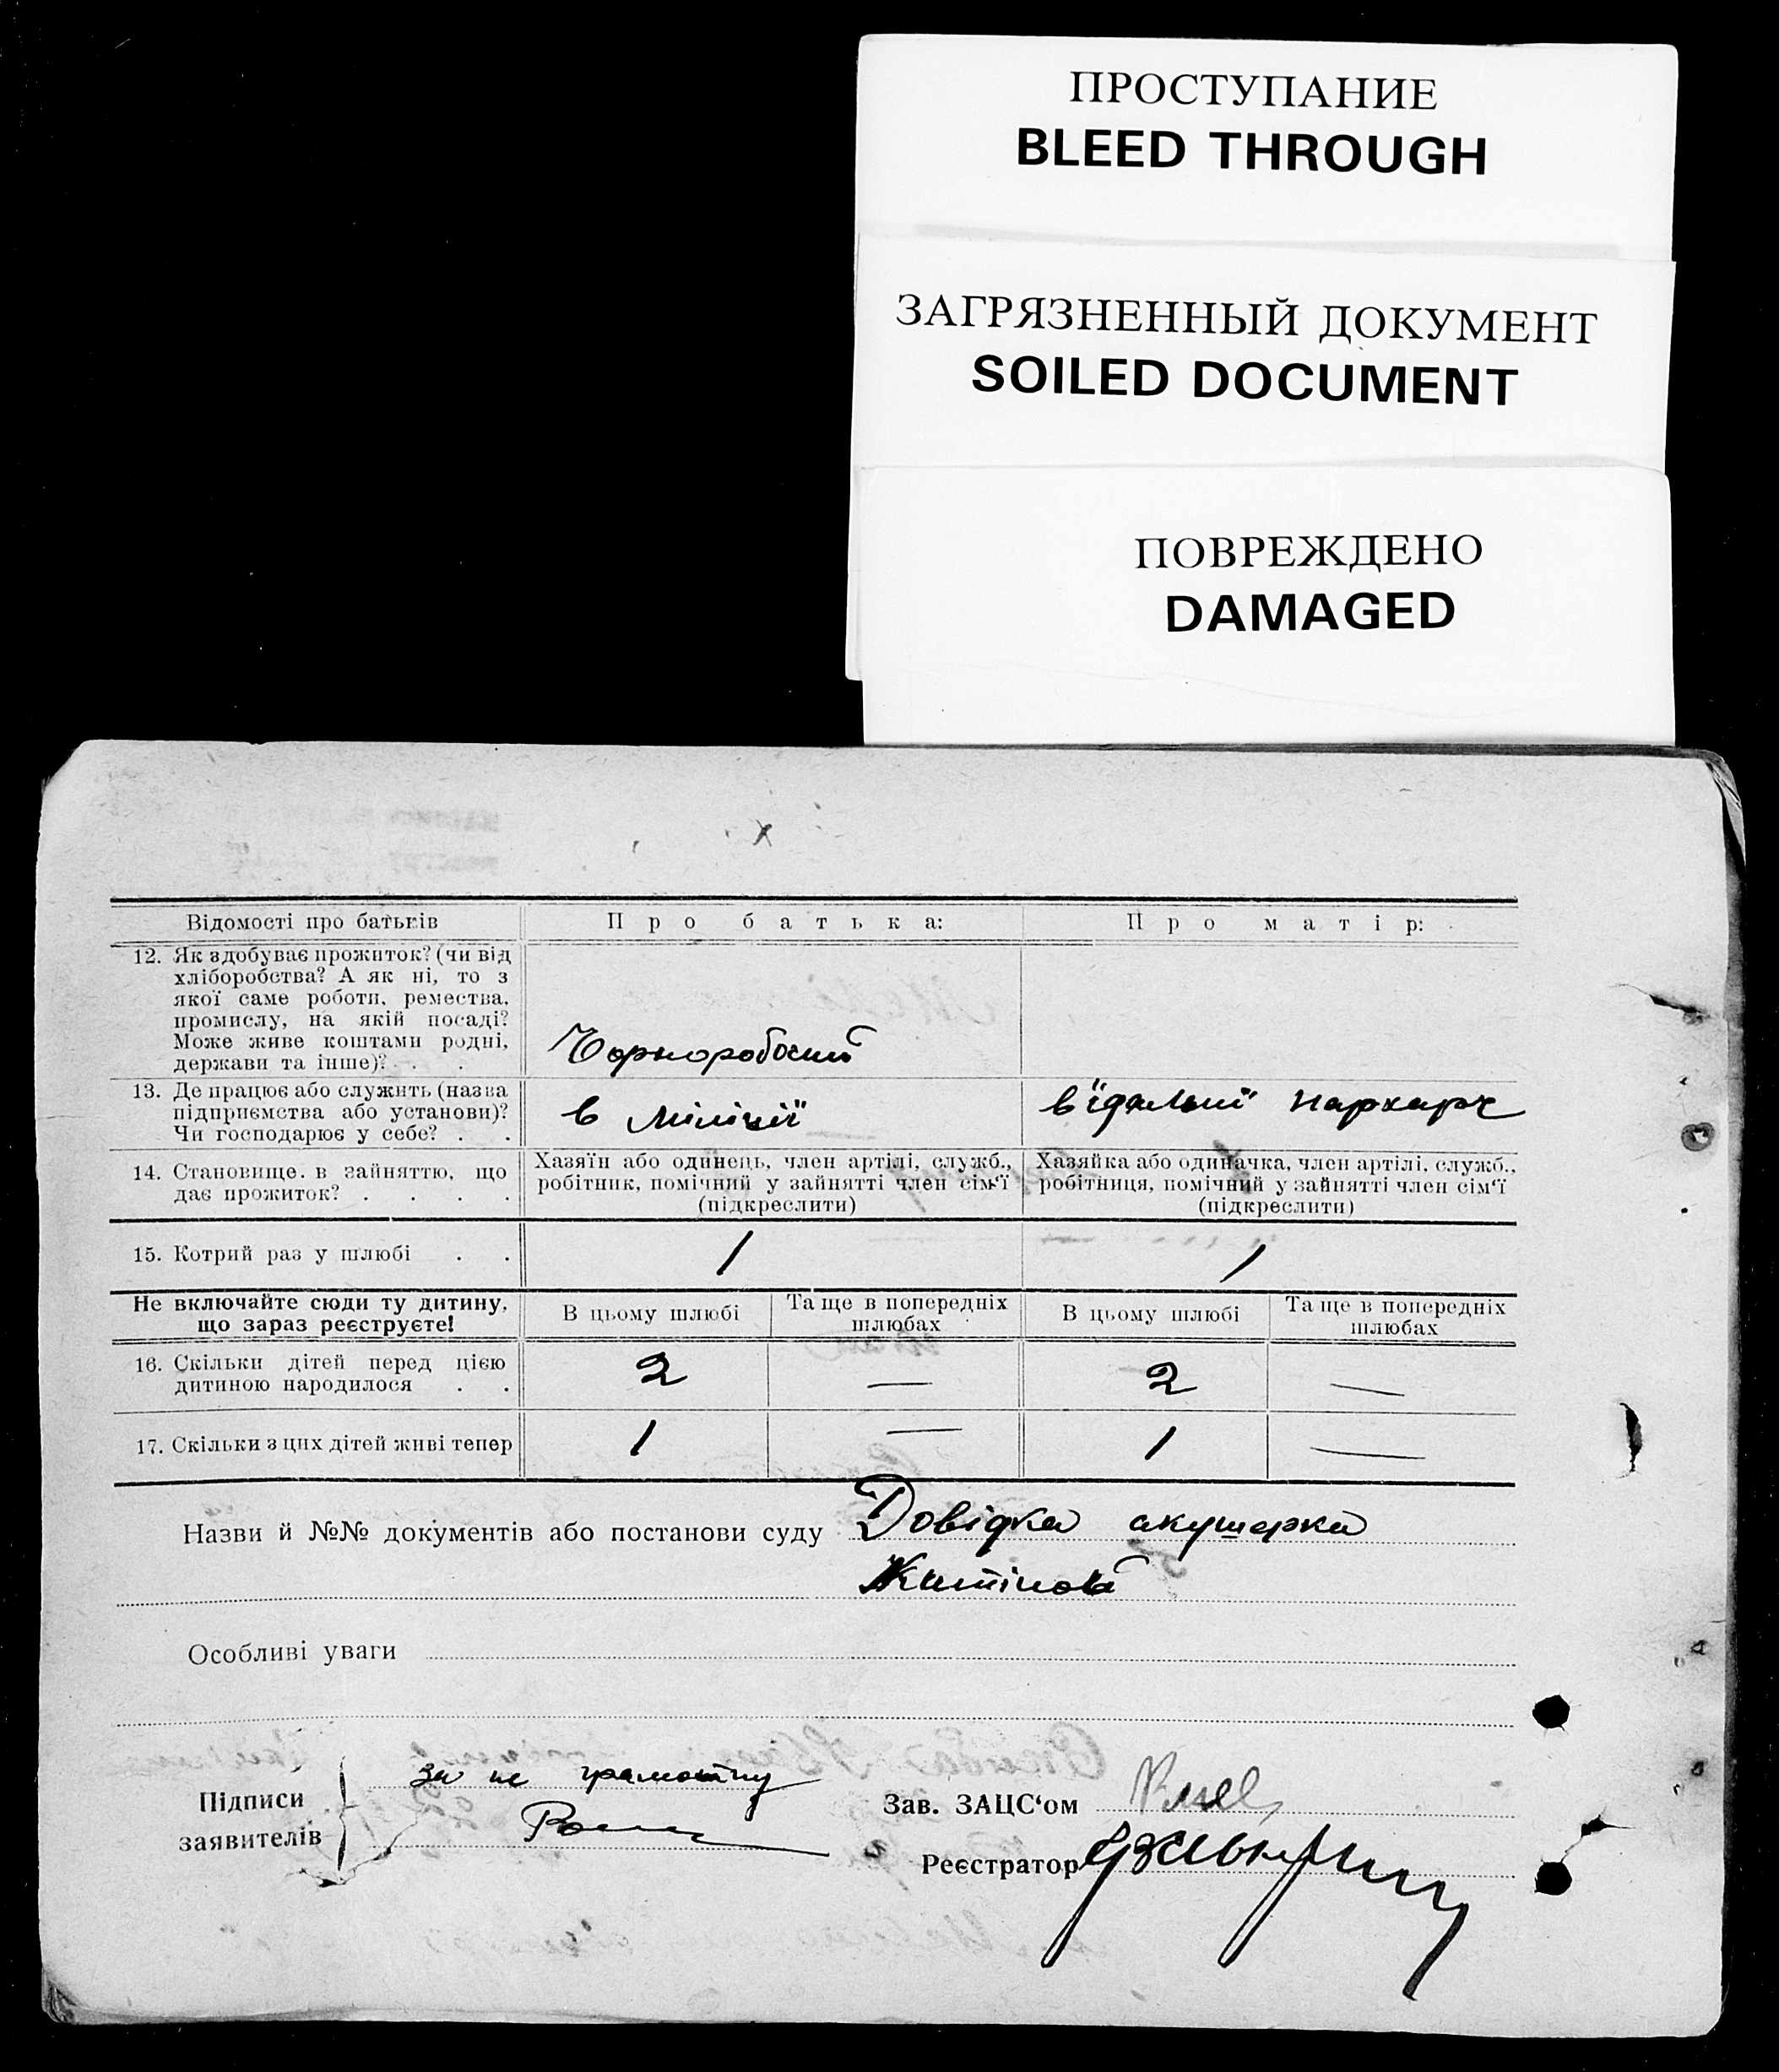 ПРОСТУПАНИЕ
BLEED THROUGH
ЗАГРЯЗНЕННЫЙ ДОКУМЕНТ
SOILED DOCUMENT
ПОВРЕЖДЕНО
DAMAGED
Відомості про батьків
Про батька:
Про матір:
12. Як здобуває прожиток? (чи від
хліборобства? А як ні, то з
якої саме роботи, ремества,
промислу, на якій посаді?
Може живе коштами родні,
держави та інше)? . .
Чорноробочий
13. Де працює або служить (назва
підприємства або установи)?
Чи господарює у себе? . .
в міліції
в їдальні нархарч
14. Становище в зайняттю, що
дає прожиток? . . . .
Хазяїн або одинець, член артілі, служб.,
робітник, помічний у зайнятті член сім‘ї
(підкреслити)
Хазяйка або одиначка, член артілі, служб.,
робітниця, помічний у зайнятті член сім‘ї
(підкреслити)
15. Котрий раз у шлюбі . .
1
1
Не включайте сюди ту дитину,
що зараз реєструєте!
В цьому шлюбі
Та ще в попередніх
шлюбах
В цьому шлюбі
Та ще в попередніх
шлюбах
16. Скільки дітей перед цією
дитиною народилося . .
2
—
2
—
17. Скільки з цих дітей живі тепер
1
—
1
—
Назви й №№ документів або постанови суду Довідка акушерки
Особливі уваги
Підписи
заявителів
за не грамотну
Зав. ЗАЦС‘ом
Реєстратор